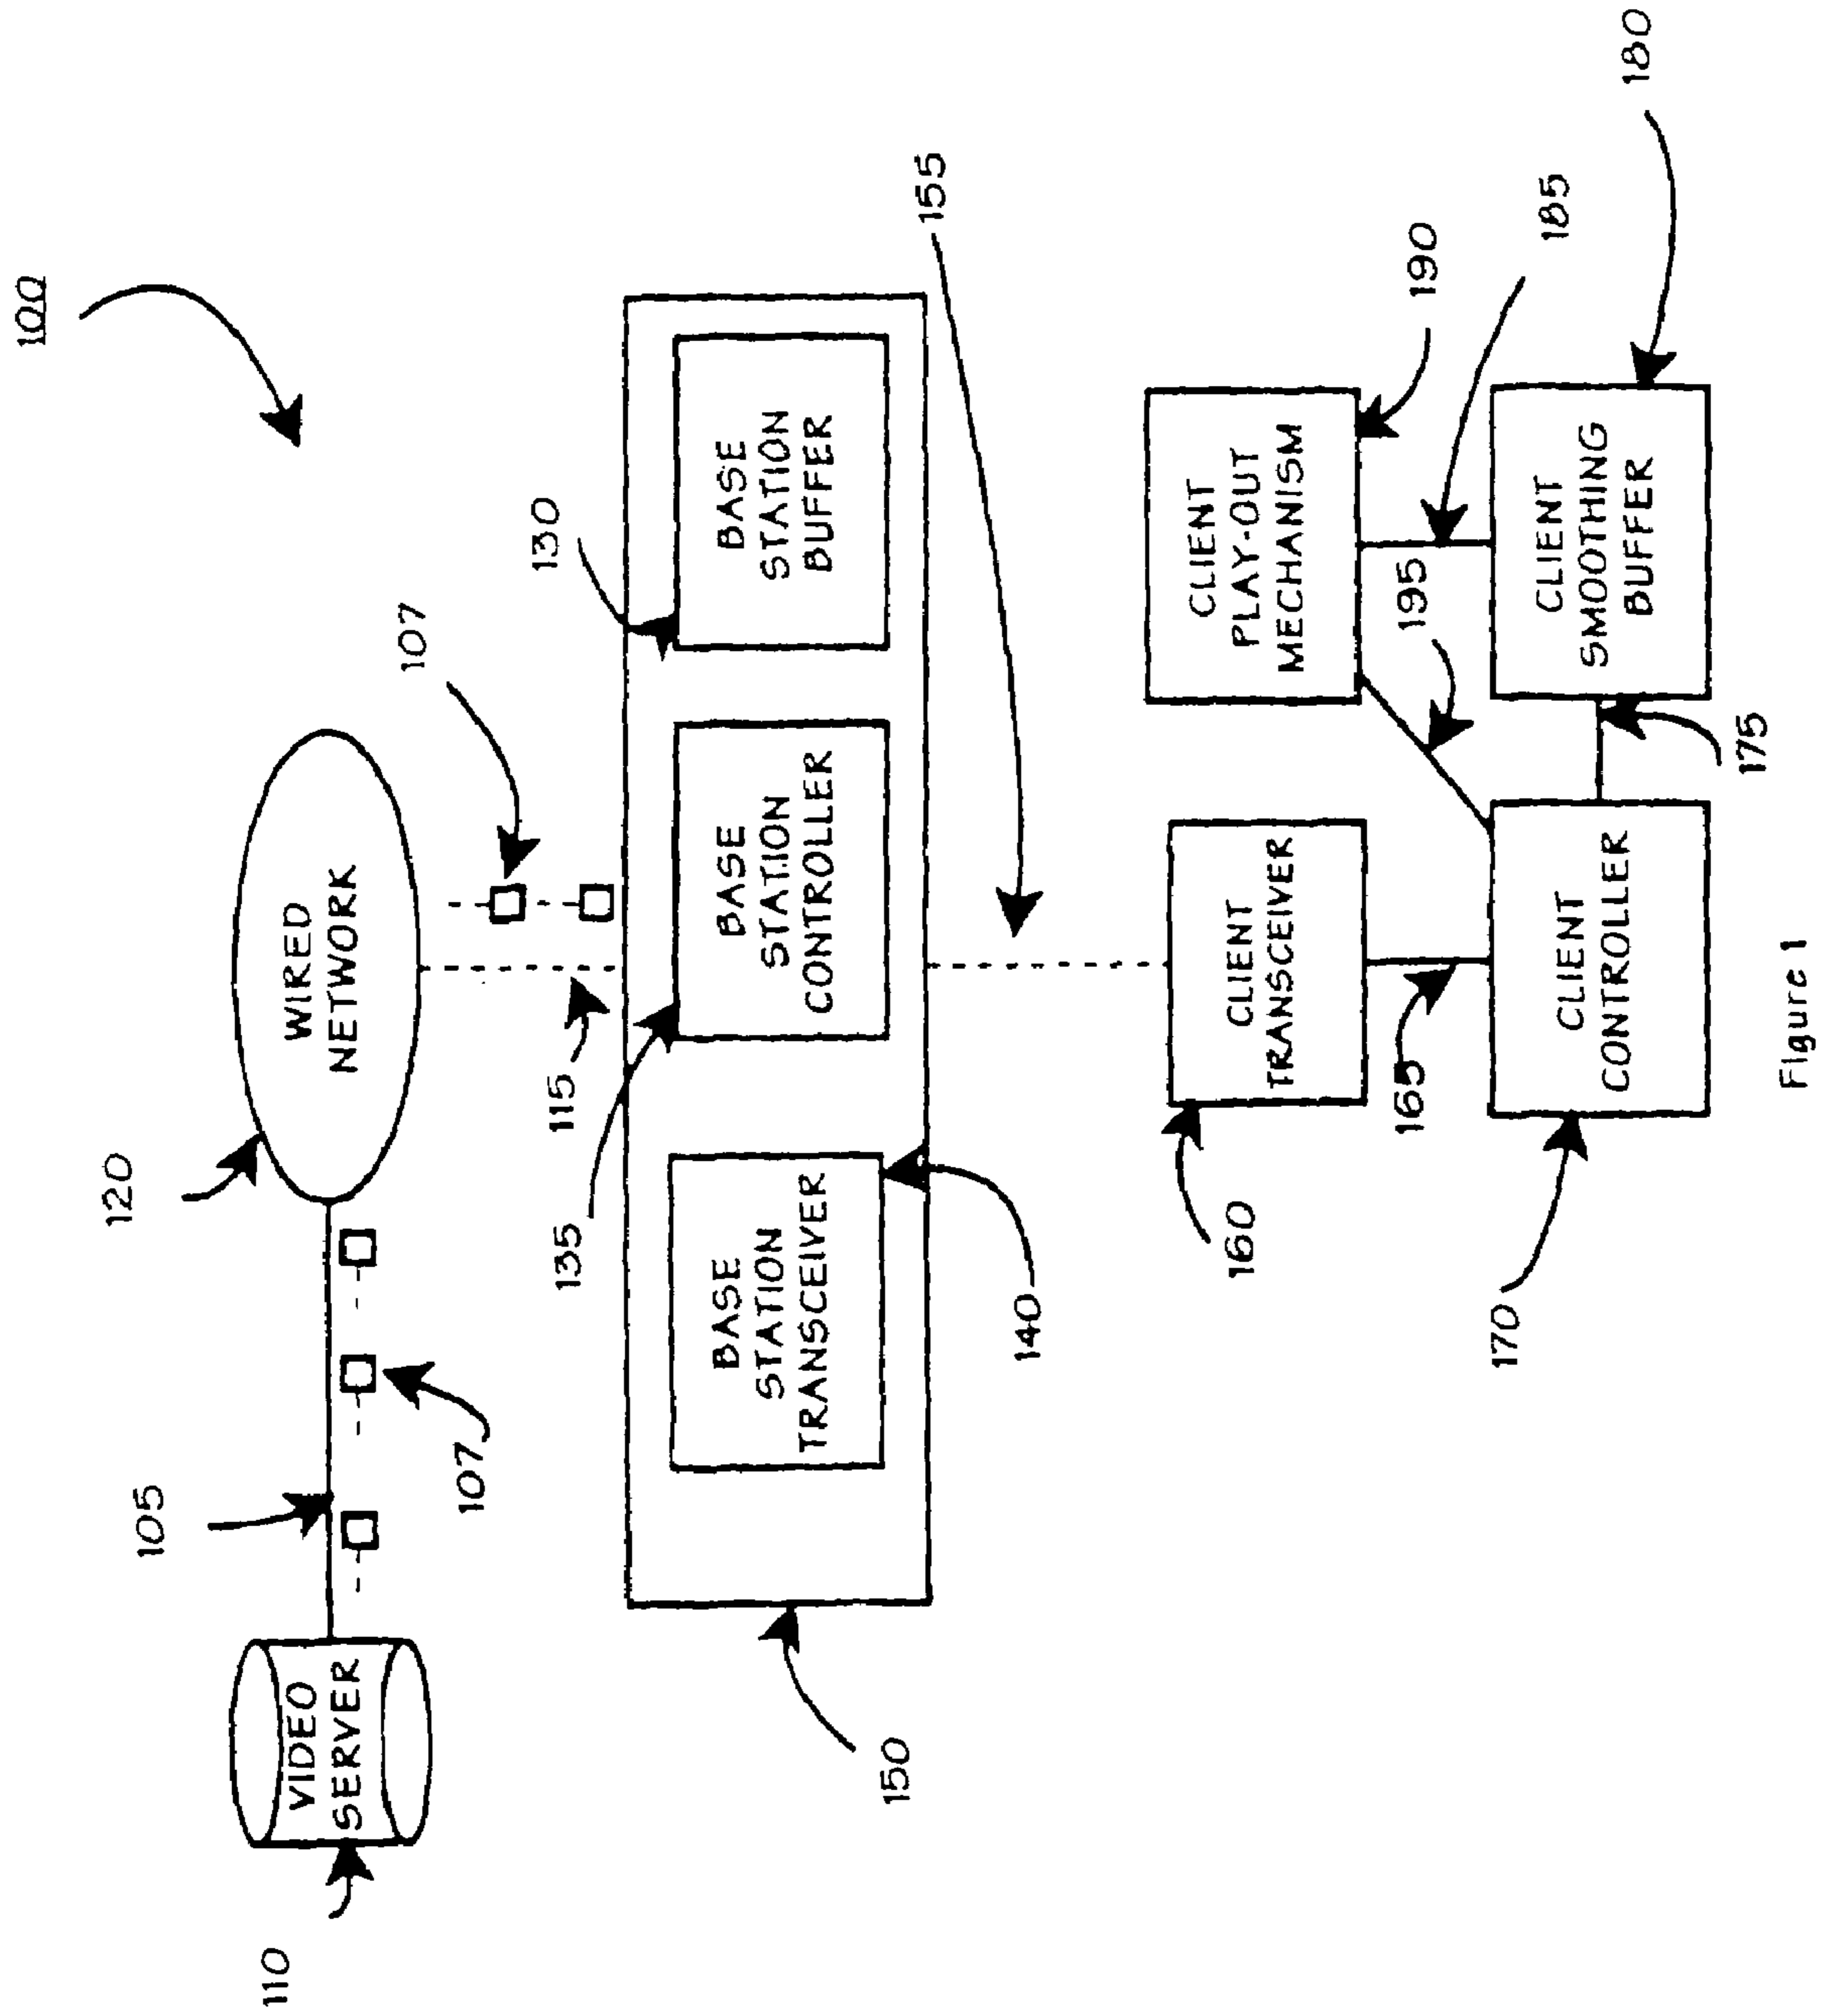 100
110
VIDEO
SERVER
105
107
120
WIRED
NETWORK
107
115
130
135
BASE
STATION
TRANSCEIVER
BASE
STATION
CONTROLLER
BASE
STATION
BUFFER
150
140
155
160
CLIENT
TRANSCEIVER
CLIENT
PLAY-OUT
MECHANISM
190
165
195
185
170
CLIENT
CONTROLLER
CLIENT
SMOOTHING
BUFFER
180
175
Figure 1